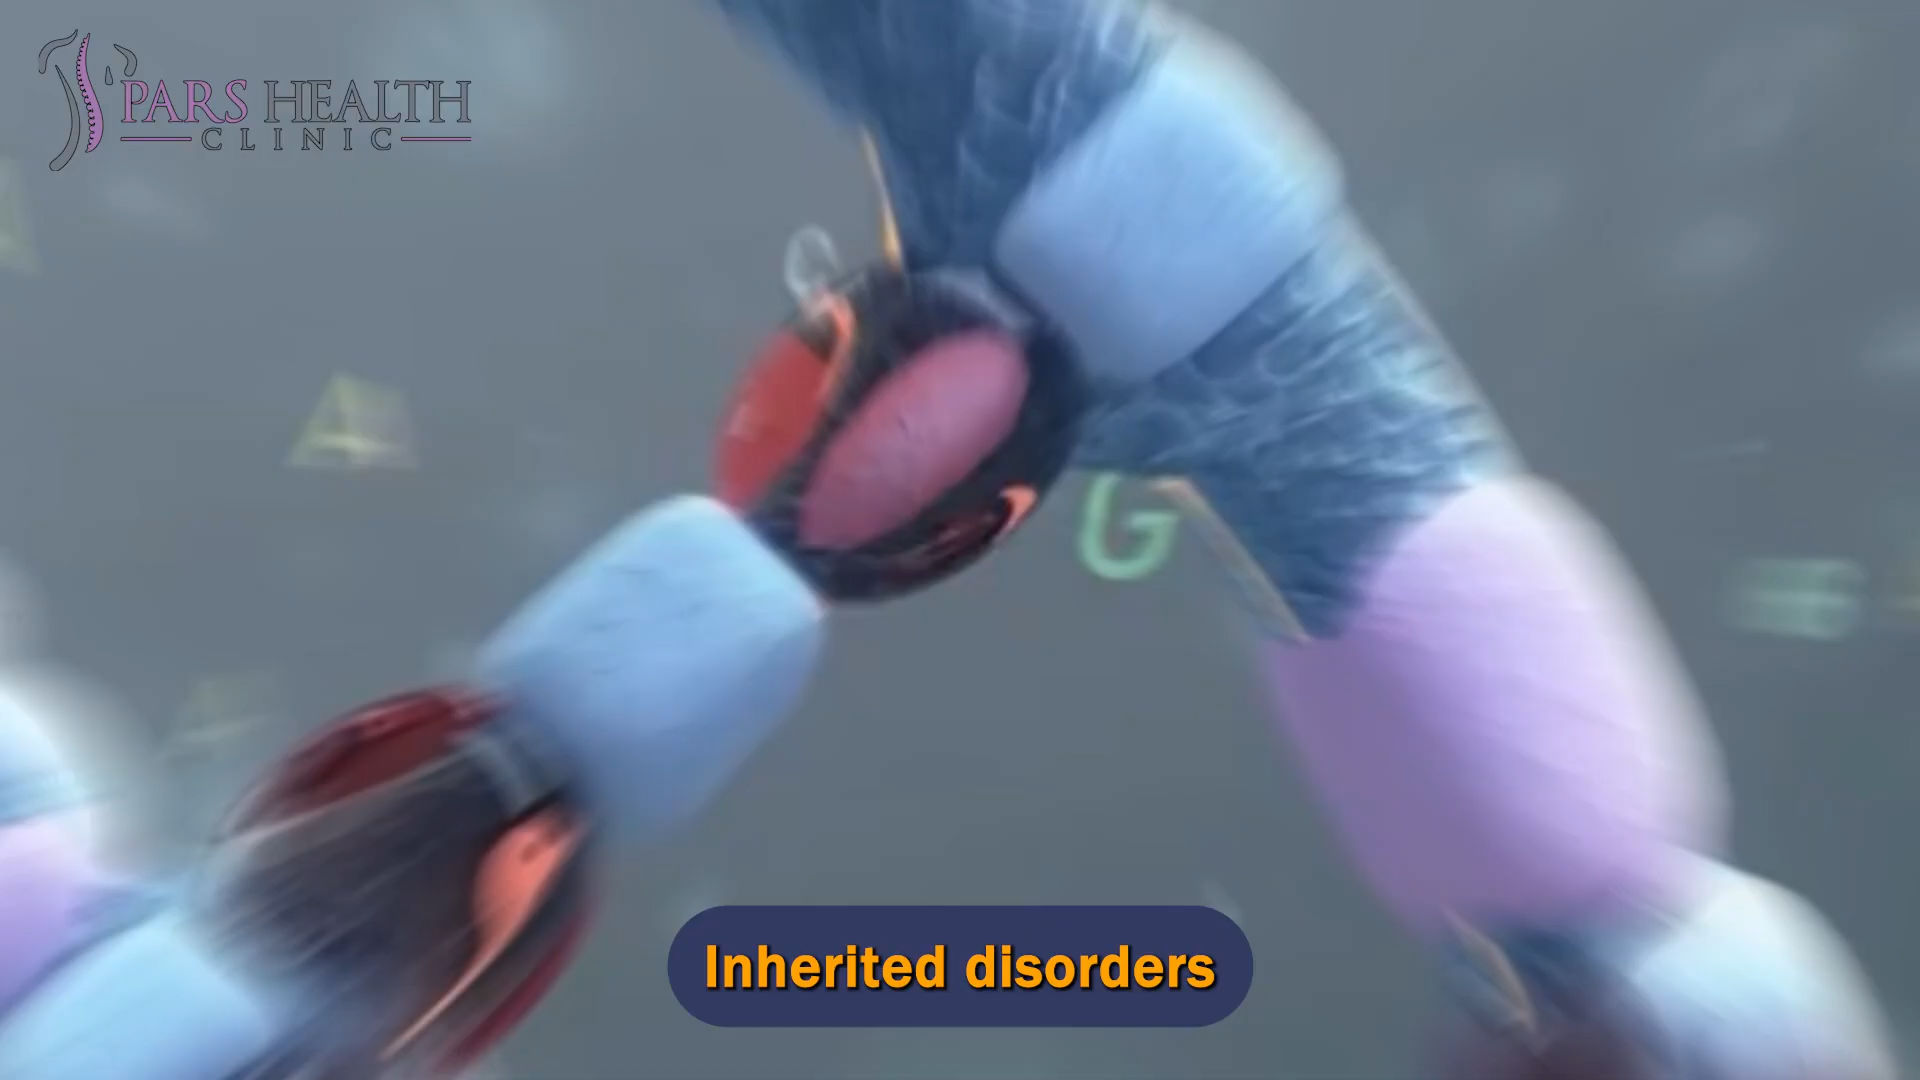 PARS HEALTH
CLINIC
A
G
Inherited disorders